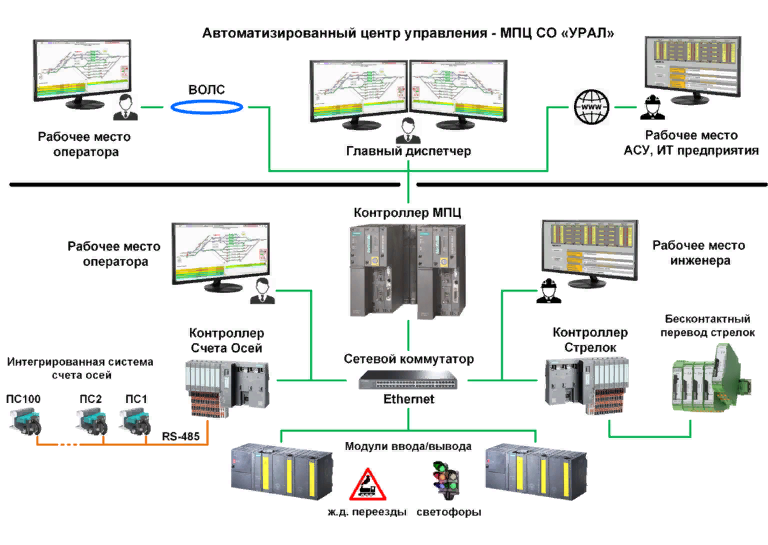 Автоматизированный центр управления - МПЦ СО «УРАЛ»
ВОЛС
www
Рабочее место
оператора
Главный диспетчер
Рабочее место
АСУ, ИТ предприятия
Контроллер МПЦ
Рабочее место
оператора
Рабочее место
инженера
Контроллер
Счета Осей
Сетевой коммутатор
Ethernet
Контроллер
Стрелок
Бесконтактный
перевод стрелок
Интегрированная система
счета осей
ПС100
ПС2
ПС1
RS-485
Модули ввода/вывода
ж.д. переезды
светофоры